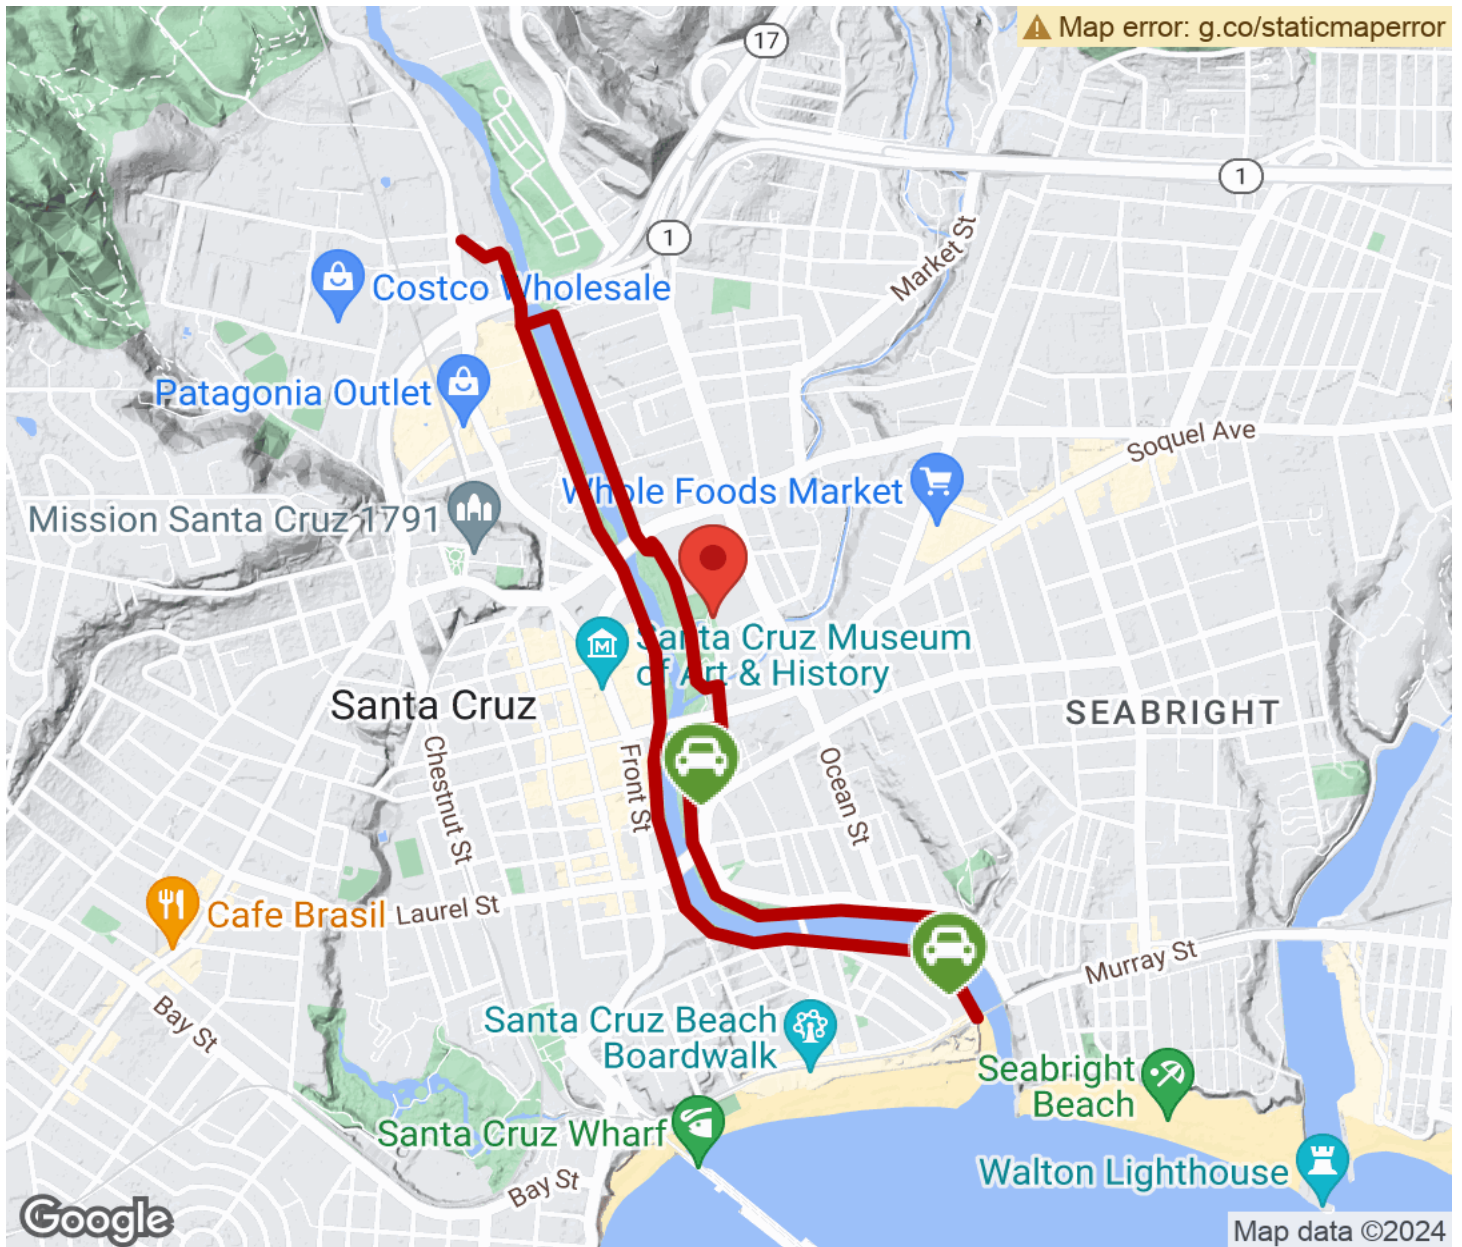 Map error: g.co/staticmaperror
17
1
1
Market St
Costco Wholesale
Patagonia Outlet
Soquel Ave
Whole Foods Market
Mission Santa Cruz 1791
Santa Cruz Museum
of Art & History
Santa Cruz
SEABRIGHT
Chestnut St
Front St
Ocean St
Cafe Brasil
Laurel St
Murray St
Bay St
Santa Cruz Beach
Boardwalk
Seabright
Beach
Santa Cruz Wharf
Walton Lighthouse
Bay St
Google
Map data ©2024